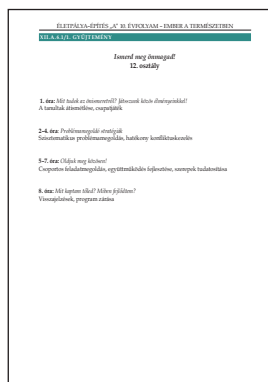 ÉLETPÁLYA-ÉPÍTÉS „A” 10. ÉVFOLYAM – EMBER A TERMÉSZETBEN
XII.A.4.1/1. GYŰJTEMÉNY
Ismerd meg önmagad!
12. osztály
1. óra: Mit tudok az önismeretről? Játsszunk közös élményeinkkel!
A tanultak átismétlése, csapatjáték
2–4. óra: Problémamegoldó stratégiák
Szisztematikus problémamegoldás, hatékony konfliktuskezelés
5–7. óra: Oldjuk meg közösen!
Csoportos feladatmegoldás, együttműködés fejlesztése, szerepek tudatosítása
8. óra: Mit kaptam tőled? Miben fejlődtem?
Visszajelzések, program zárása